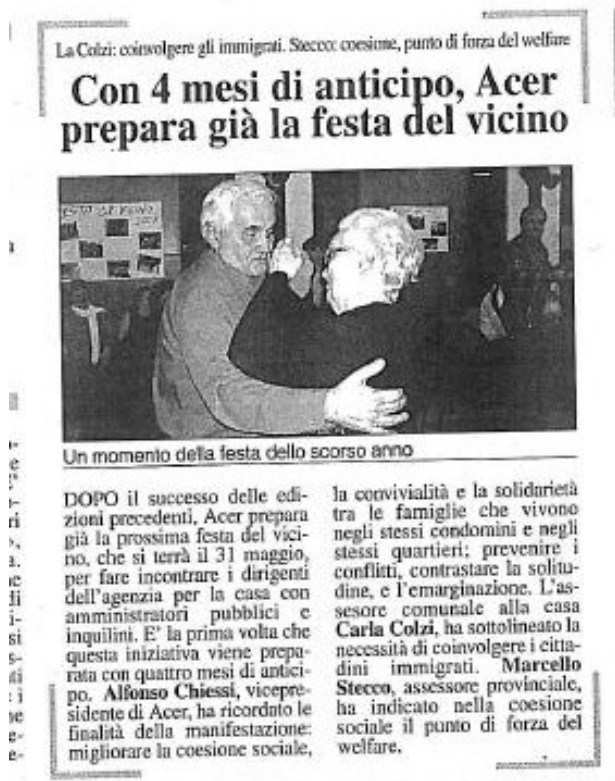 La Colzi: coinvolgere gli immigrati. Stecco: coesione, punto di forza del welfare
Con 4 mesi di anticipo, Acer
prepara già la festa del vicino
Un momento della festa dello scorso anno
DOPO il successo delle edi-
zioni precedenti, Acer prepara
già la prossima festa del vici-
no, che si terrà il 31 maggio,
per fare incontrare i dirigenti
dell'agenzia per la casa con
amministratori pubblici e
inquilini. E' la prima volta che
questa iniziativa viene prepa-
rata con quattro mesi di antici-
po. Alfonso Chiessi, vicepre-
sidente di Acer, ha ricordato le
finalità della manifestazione:
migliorare la coesione sociale,
la convivialità e la solidarietà
tra le famiglie che vivono
negli stessi condomini e negli
stessi quartieri; prevenire i
conflitti, contrastare la solitu-
dine, e l'emarginazione. L'as-
sesore comunale alla casa
Carla Colzi, ha sottolineato la
necessità di coinvolgere i citta-
dini immigrati. Marcello
Stecco, assessore provinciale,
ha indicato nella coesione
sociale il punto di forza del
welfare.